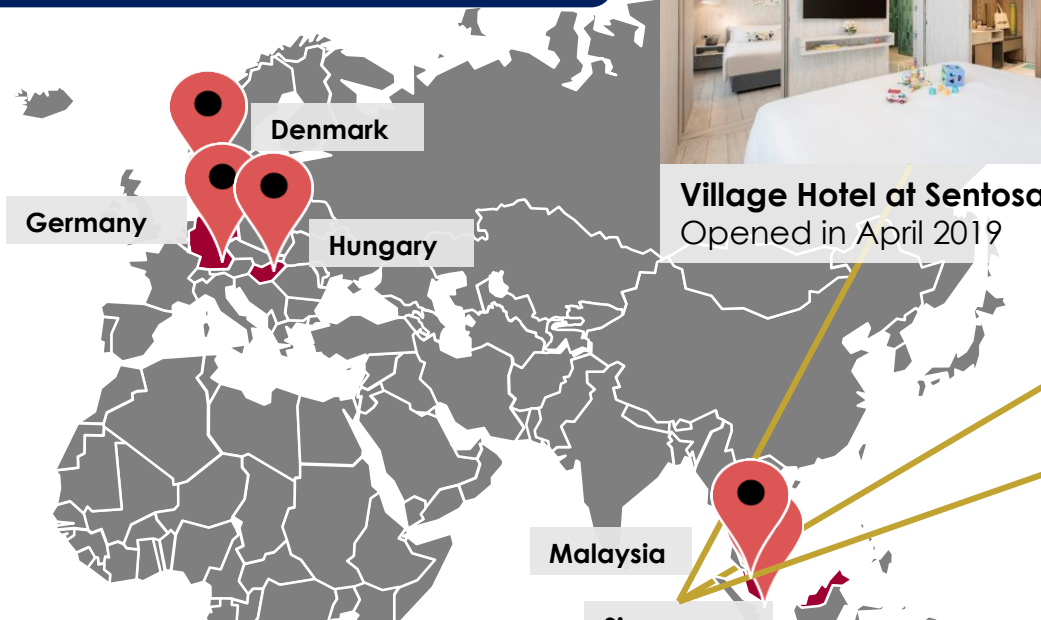 Denmark
Village Hotel at Sentosa
Opened in April 2019
Germany
Hungary
Malaysia